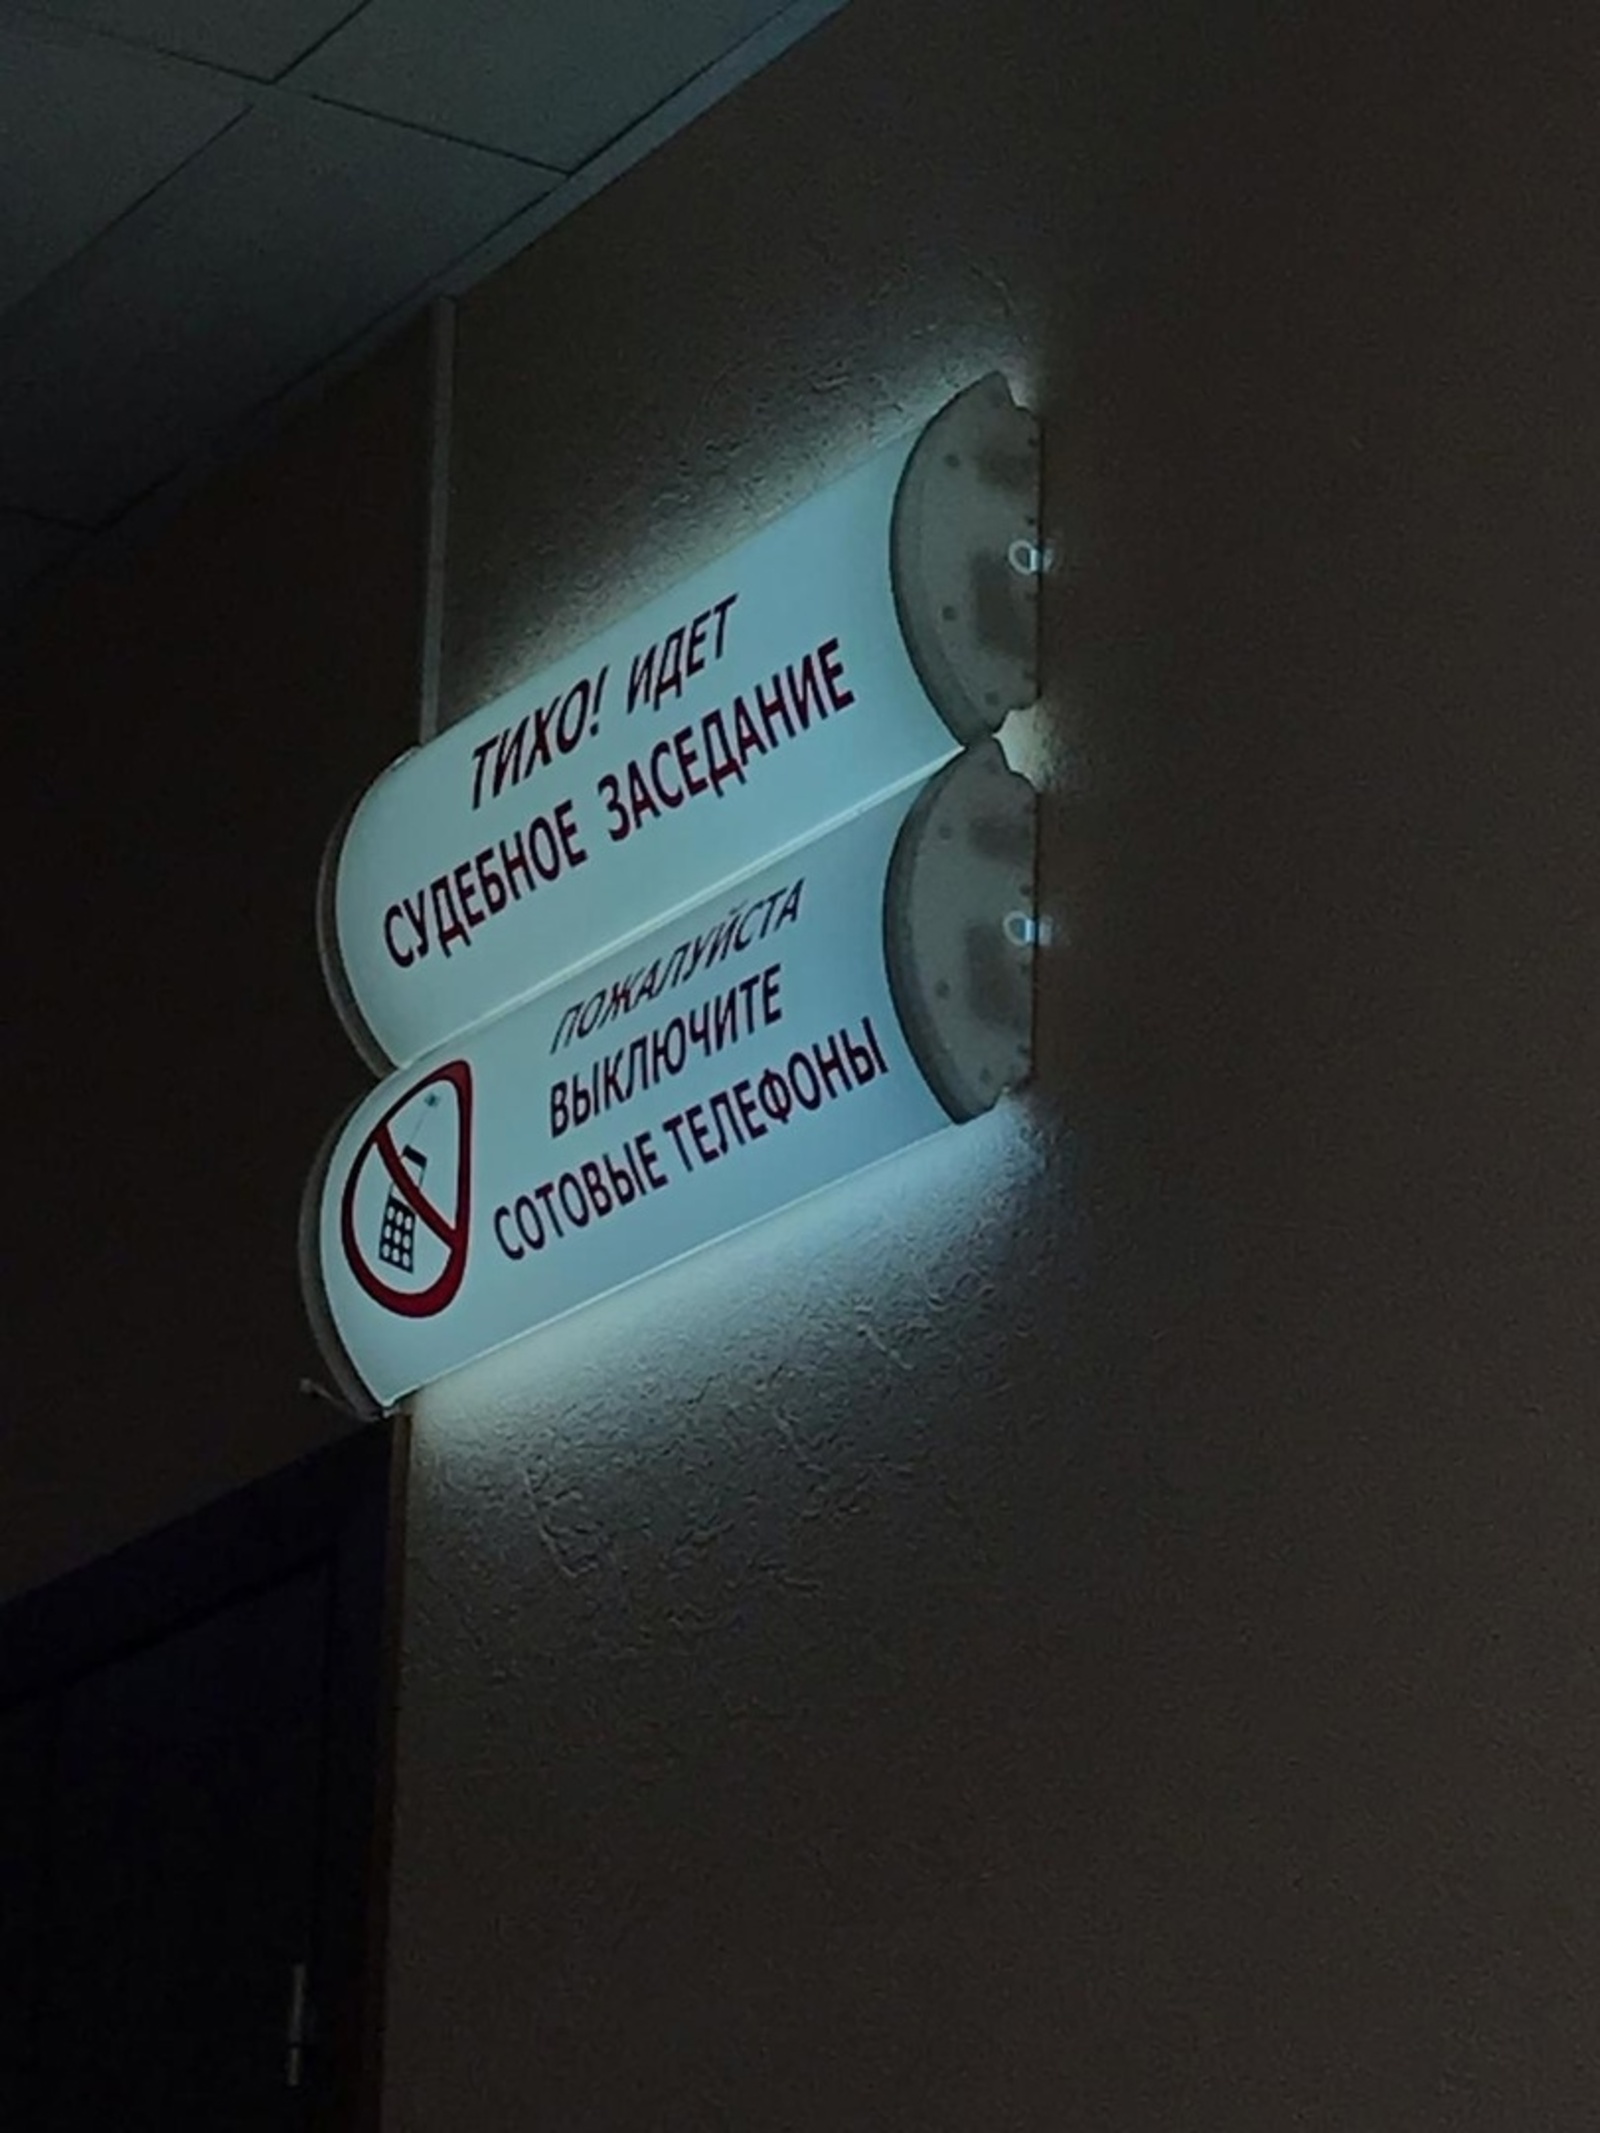 ТИХО! ИДЕТ
СУДЕБНОЕ ЗАСЕДАНИЕ
ПОЖАЛУЙСТА
ВЫКЛЮЧИТЕ
СОТОВЫЕ ТЕЛЕФОНЫ